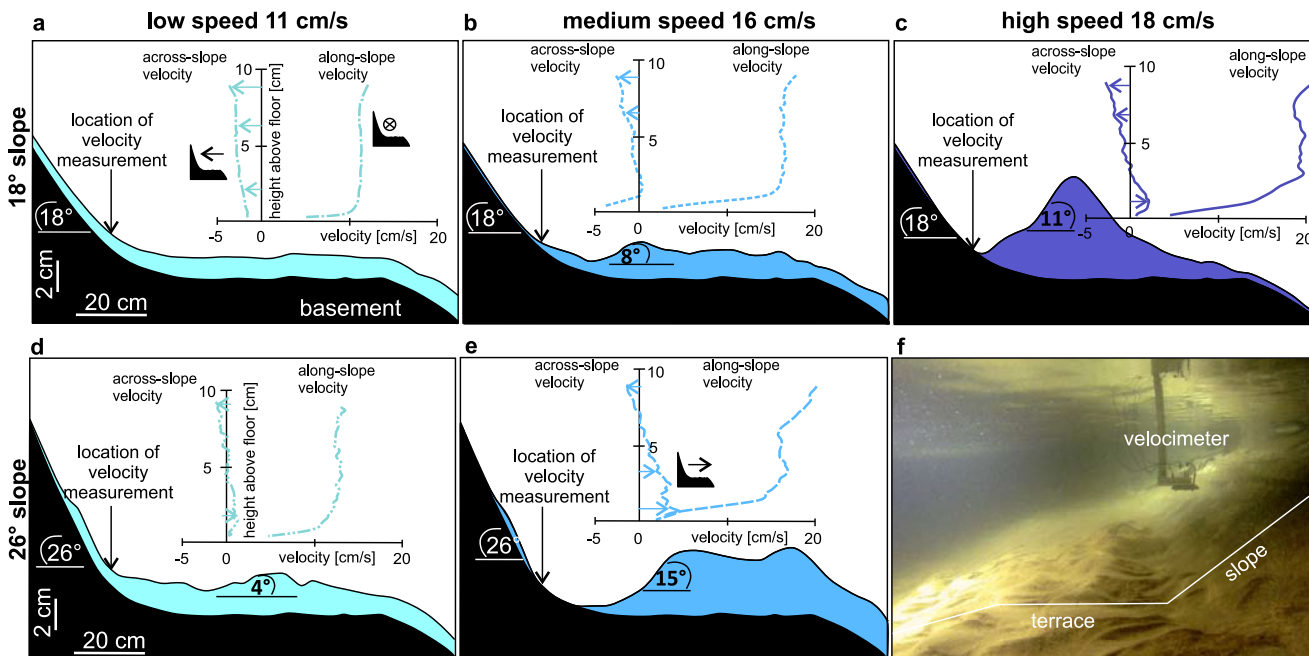 low speed 11 cm/s
medium speed 16 cm/s
high speed 18 cm/s
18° slope
26° slope
a
across-slope
velocity
along-slope
velocity
10
5
height above floor [cm]
location of
velocity
measurement
-5
0
20
velocity [cm/s]
18°
2 cm
20 cm
basement
b
across-slope
velocity
along-slope
velocity
10
5
location of
velocity
measurement
-5
0
20
velocity [cm/s]
18°
8°
c
across-slope
velocity
along-slope
velocity
10
5
location of
velocity
measurement
-5
0
20
velocity [cm/s]
18°
11°
d
across-slope
velocity
along-slope
velocity
10
5
height above floor [cm]
location of
velocity
measurement
-5
0
20
velocity [cm/s]
26°
4°
2 cm
20 cm
e
across-slope
velocity
along-slope
velocity
10
5
location of
velocity
measurement
-5
0
20
velocity [cm/s]
26°
15°
f
velocimeter
slope
terrace